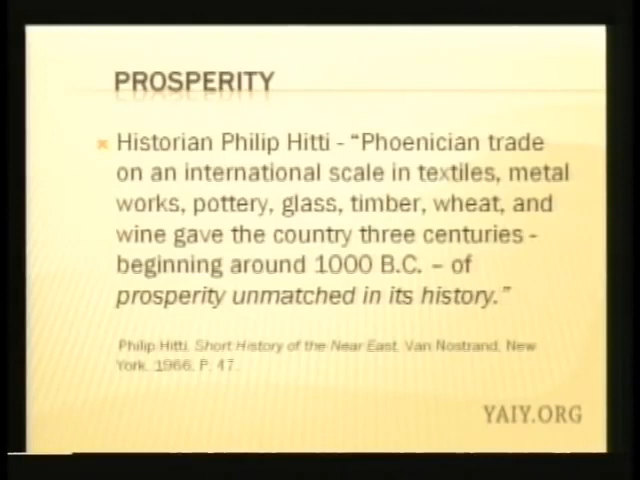 PROSPERITY
Historian Philip Hitti - “Phoenician trade
on an international scale in textiles, metal
works, pottery, glass, timber, wheat, and
wine gave the country three centuries -
beginning around 1000 B.C. – of
prosperity unmatched in its history.”
Philip Hitti. Short History of the Near East. Van Nostrand, New
York. 1966. P. 47.
YAIY.ORG